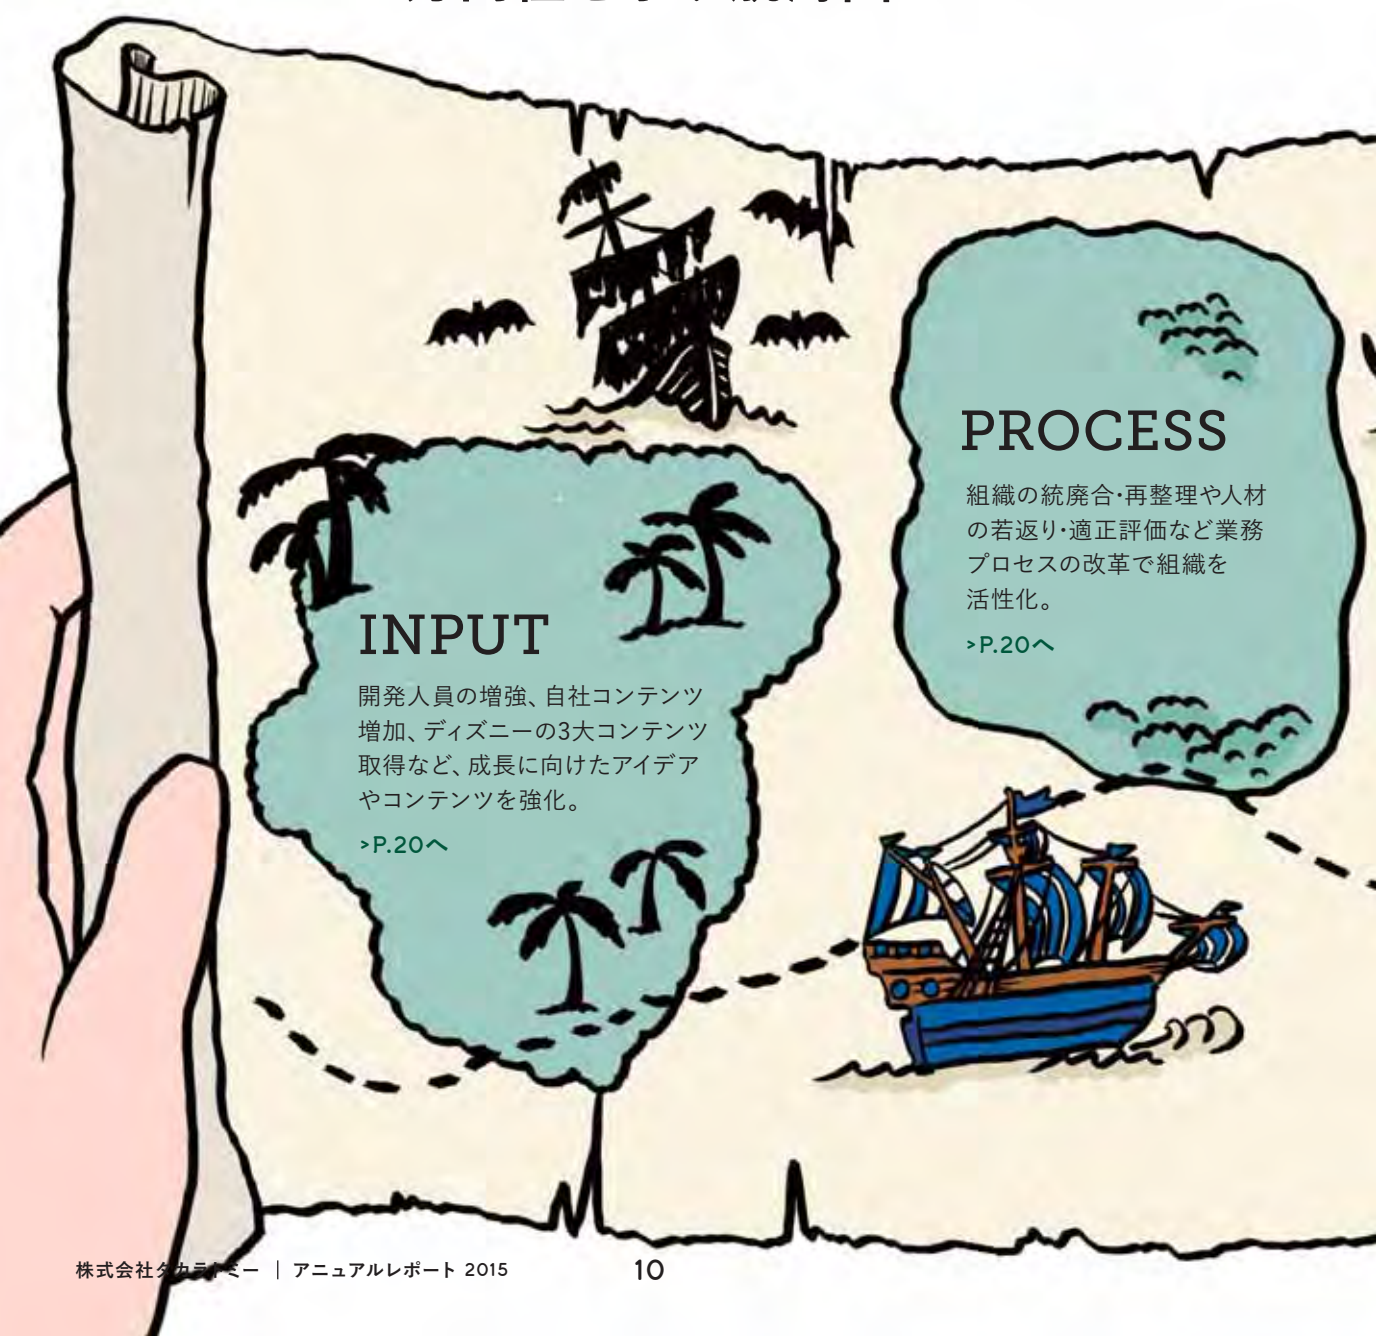 INPUT
開発人員の増強、自社コンテンツ
増加、ディズニーの3大コンテンツ
取得など、成長に向けたアイデア
やコンテンツを強化。
>P.20へ
PROCESS
組織の統廃合・再整理や人材
の若返り・適正評価など業務
プロセスの改革で組織を
活性化。
>P.20へ
株式会社タカラトミー | アニュアルレポート 2015
10